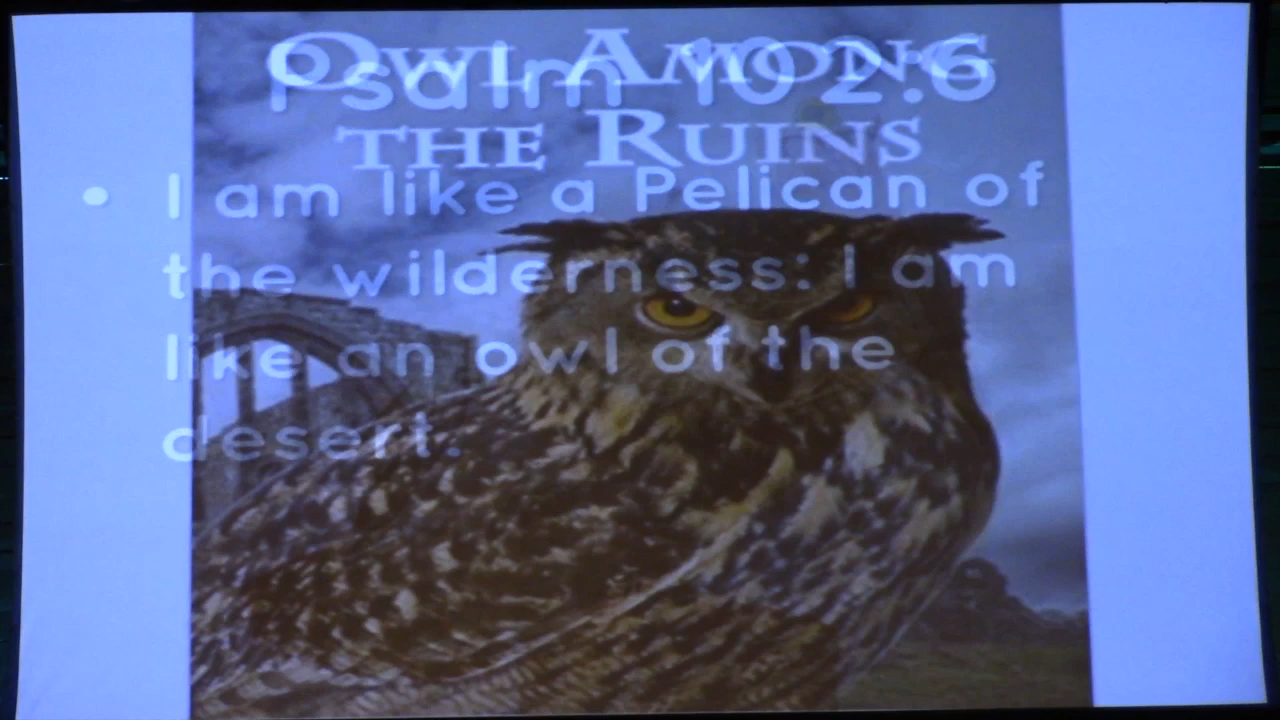 Owl Among
Psalm 102:6
the Ruins
• I am like a Pelican of
the wilderness: I am
like an owl of the
desert.